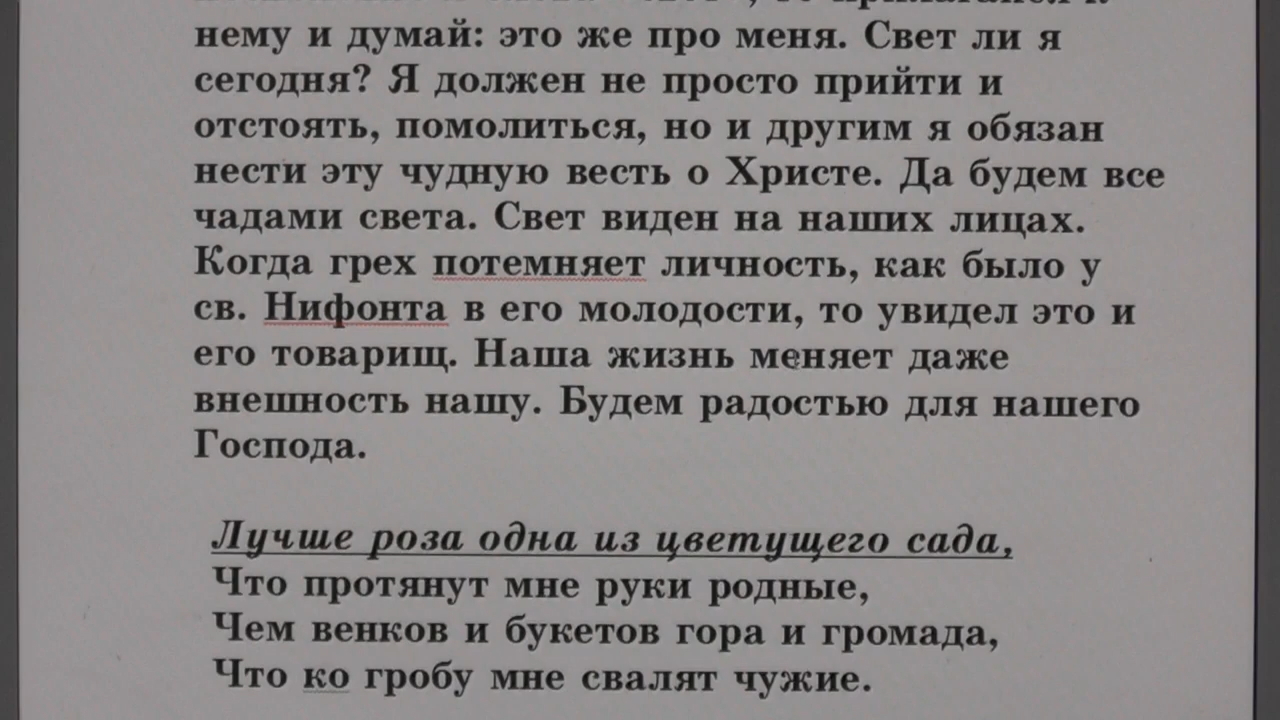 нему и думай: это же про меня. Свет ли я
сегодня? Я должен не просто прийти и
отстоять, помолиться, но и другим я обязан
нести эту чудную весть о Христе. Да будем все
чадами света. Свет виден на наших лицах.
Когда грех потемняет личность, как было у
св. Нифонта в его молодости, то увидел это и
его товарищ. Наша жизнь меняет даже
внешность нашу. Будем радостью для нашего
Господа.
Лучше роза одна из цветущего сада,
Что протянут мне руки родные,
Чем венков и букетов гора и громада,
Что ко гробу мне свалят чужие.